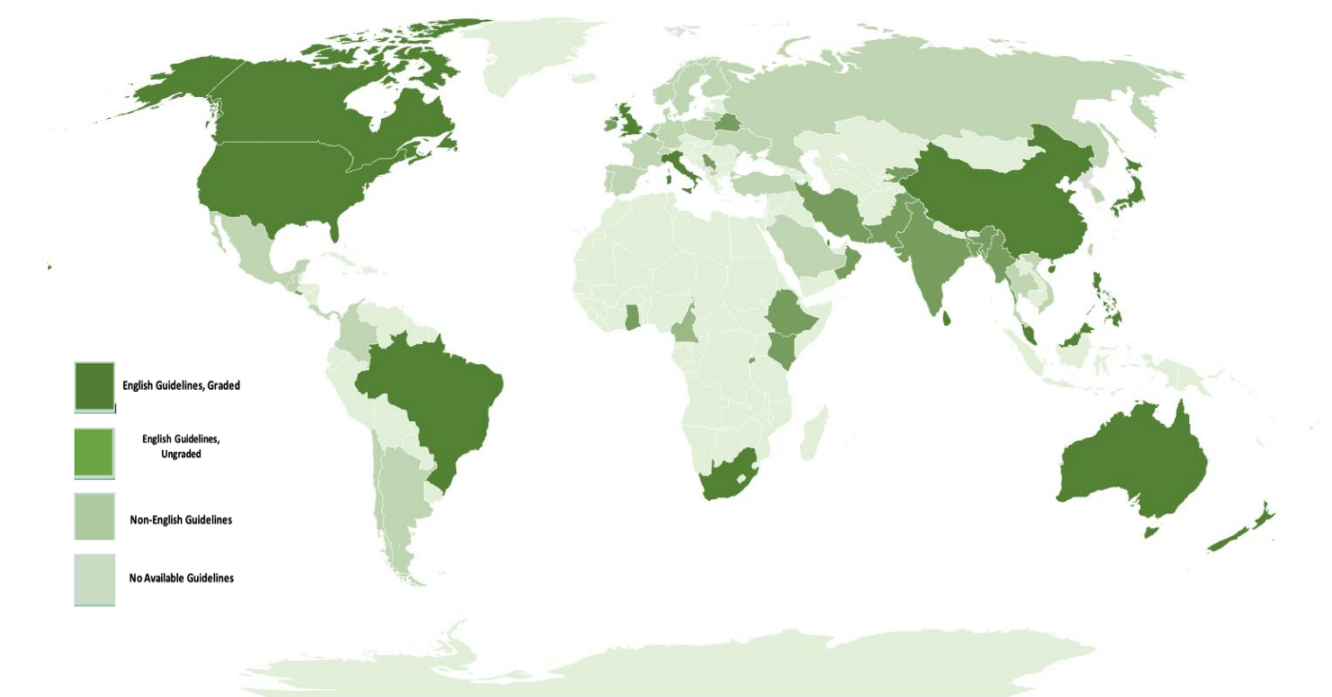 English Guidelines, Graded
English Guidelines,
Ungraded
Non-English Guidelines
No Available Guidelines